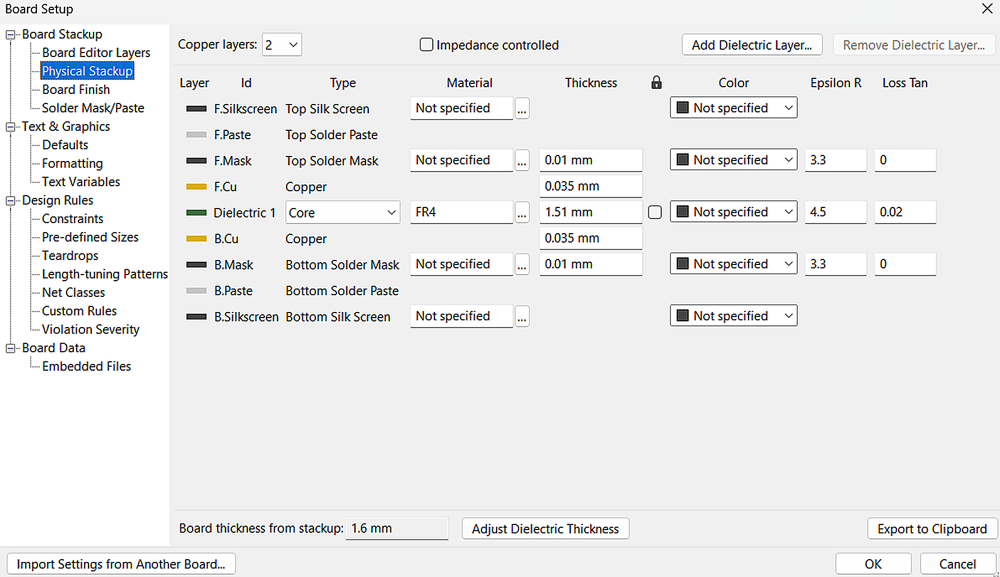 Board Setup
Board Stackup
Board Editor Layers
Physical Stackup
Board Finish
Solder Mask/Paste
Text & Graphics
Defaults
Formatting
Text Variables
Design Rules
Constraints
Pre-defined Sizes
Teardrops
Length-tuning Patterns
Net Classes
Custom Rules
Violation Severity
Board Data
Embedded Files
Copper layers: 2 Impedance controlled Add Dielectric Layer... Remove Dielectric Layer...
Layer Id Type Material Thickness Color Epsilon R Loss Tan
F.Silkscreen Top Silk Screen Not specified ... Not specified
F.Paste Top Solder Paste
F.Mask Top Solder Mask Not specified ... 0.01 mm Not specified 3.3 0
F.Cu Copper 0.035 mm
Dielectric 1 Core FR4 ... 1.51 mm Not specified 4.5 0.02
B.Cu Copper 0.035 mm
B.Mask Bottom Solder Mask Not specified ... 0.01 mm Not specified 3.3 0
B.Paste Bottom Solder Paste
B.Silkscreen Bottom Silk Screen Not specified ... Not specified
Board thickness from stackup: 1.6 mm Adjust Dielectric Thickness Export to Clipboard
Import Settings from Another Board... OK Cancel